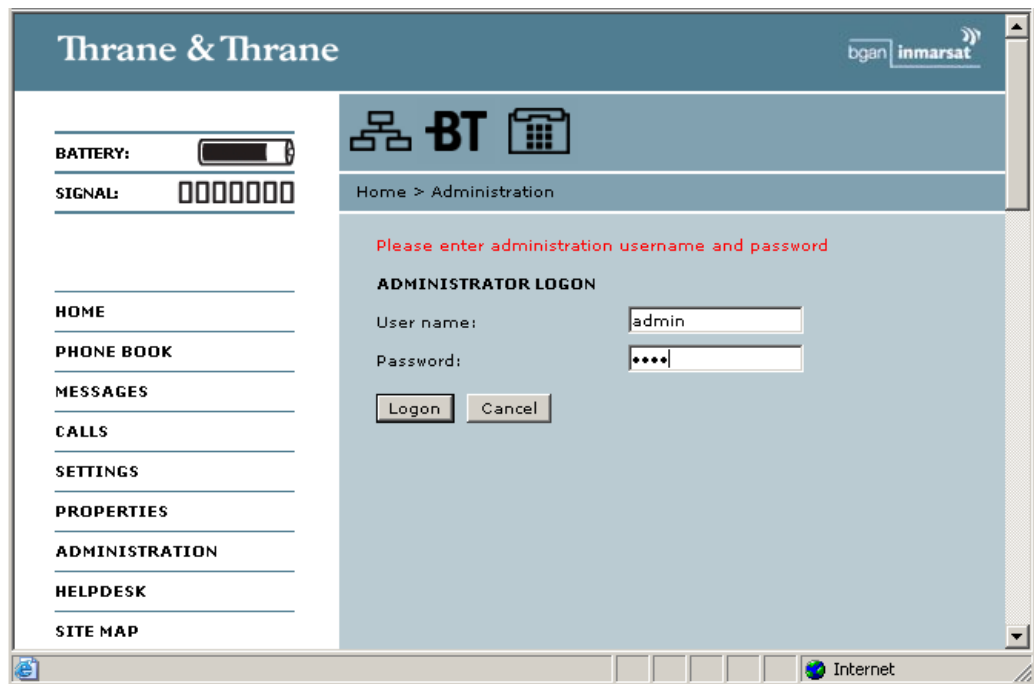 Thrane & Thrane
bgan inmarsat
BT
BATTERY:
SIGNAL:
Home > Administration
Please enter administration username and password
ADMINISTRATOR LOGON
User name: admin
Password: ••••
Logon Cancel
HOME
PHONE BOOK
MESSAGES
CALLS
SETTINGS
PROPERTIES
ADMINISTRATION
HELPDESK
SITE MAP
Internet